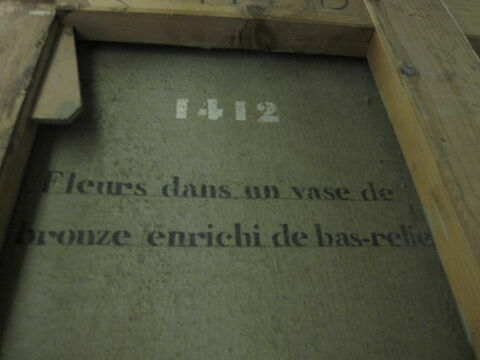 1412
Fleurs dans un vase de
bronze enrichi de bas-relie